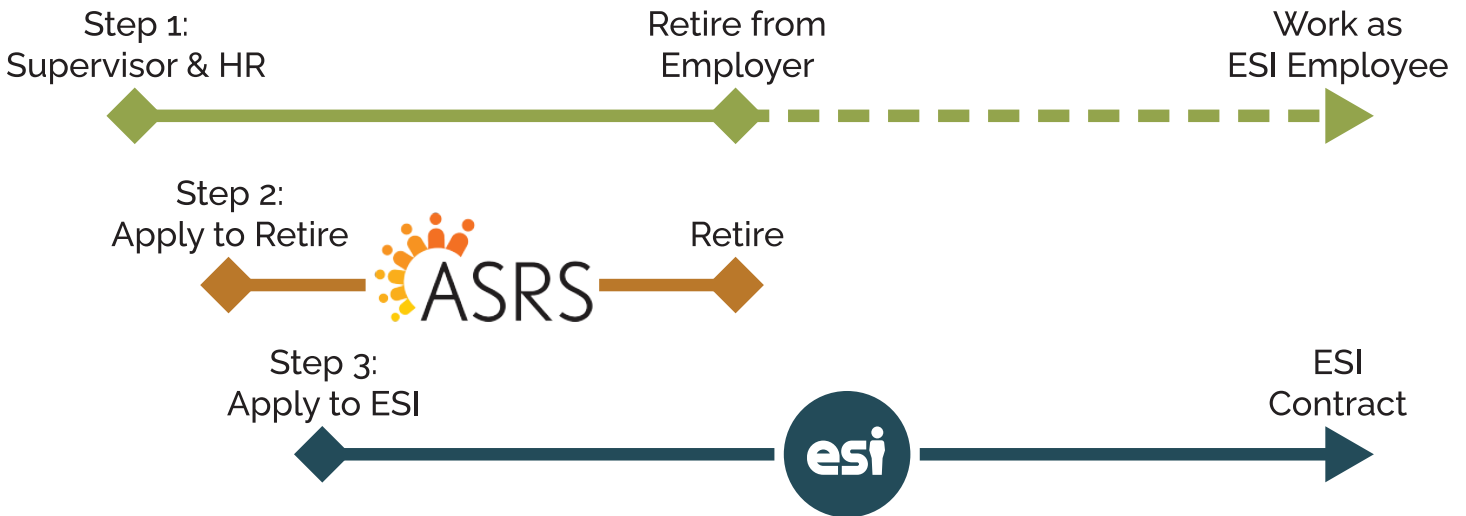 Step 1:
Supervisor & HR
Retire from
Employer
Work as
ESI Employee
Step 2:
Apply to Retire
ASRS
Retire
Step 3:
Apply to ESI
esi
ESI
Contract